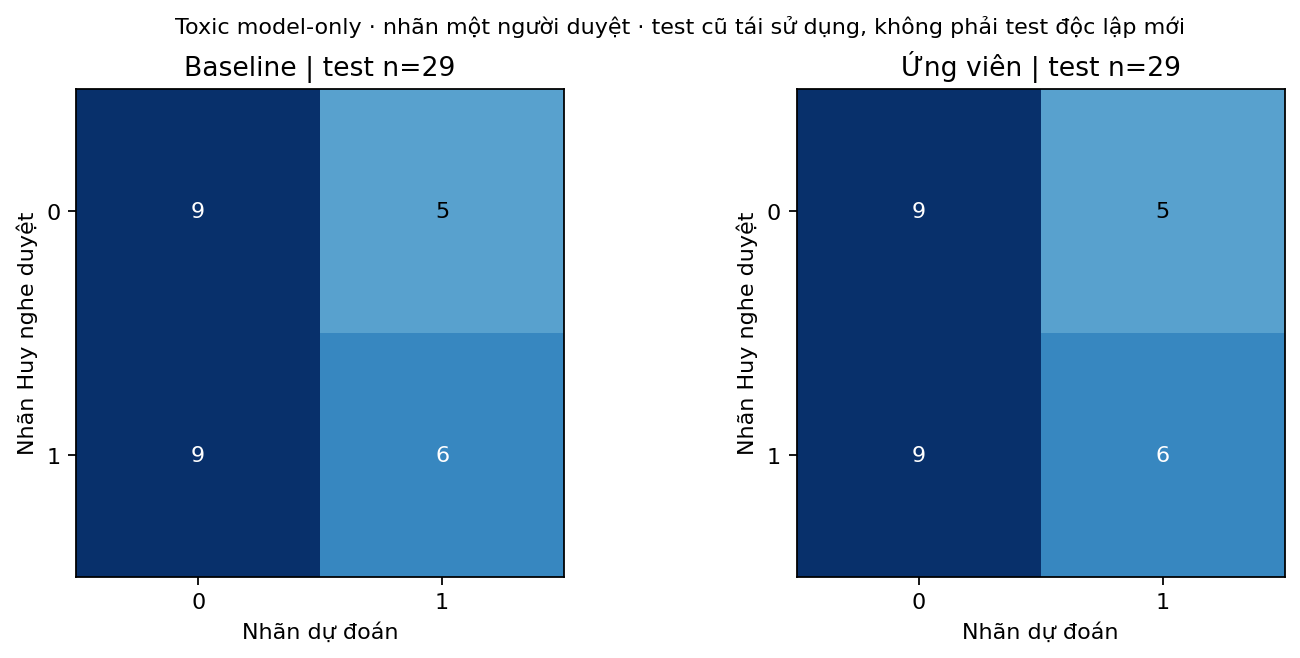 Toxic model-only · nhãn một người duyệt · test cũ tái sử dụng, không phải test độc lập mới
Baseline | test n=29
Nhãn Huy nghe duyệt
0
1
9
5
9
6
0
1
Nhãn dự đoán
Ứng viên | test n=29
Nhãn Huy nghe duyệt
0
1
9
5
9
6
0
1
Nhãn dự đoán